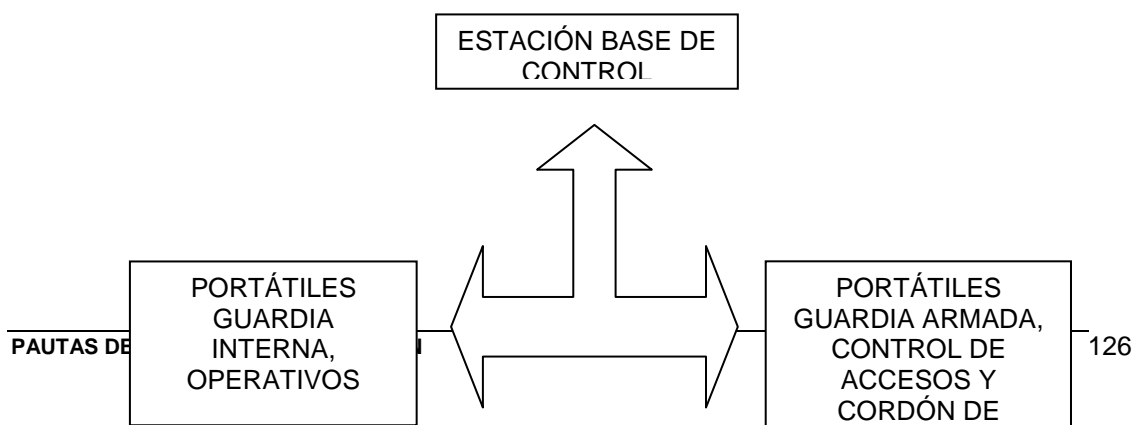 ESTACIÓN BASE DE
CONTROL
PORTÁTILES
GUARDIA
INTERNA,
OPERATIVOS
PORTÁTILES
GUARDIA ARMADA,
CONTROL DE
ACCESOS Y
CORDÓN DE
PAUTAS DE
126